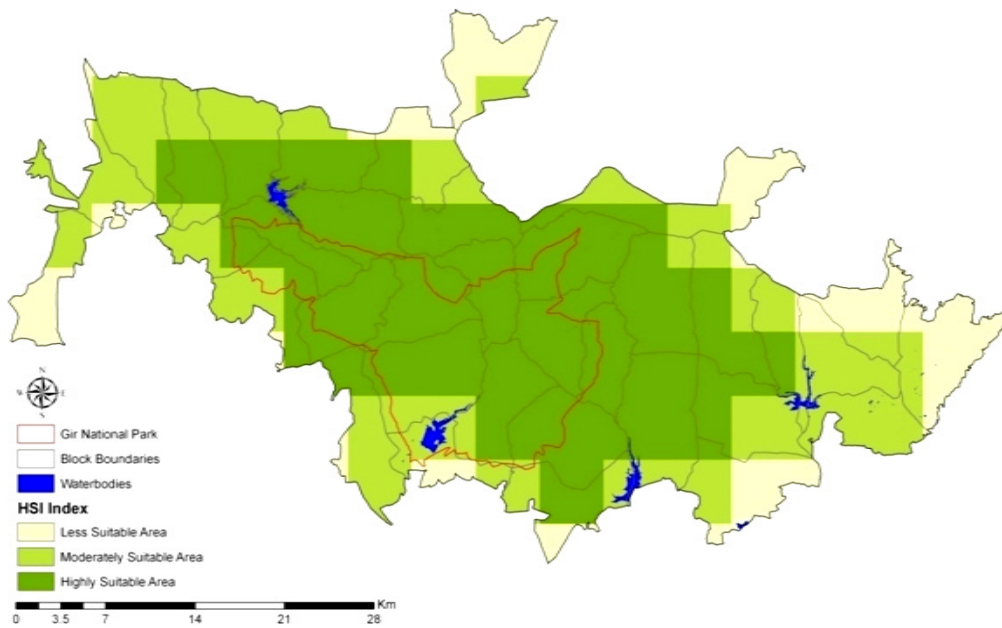 N
W E
S
Gir National Park
Block Boundaries
Waterbodies
HSI Index
Less Suitable Area
Moderately Suitable Area
Highly Suitable Area
Km
0 3.5 7 14 21 28